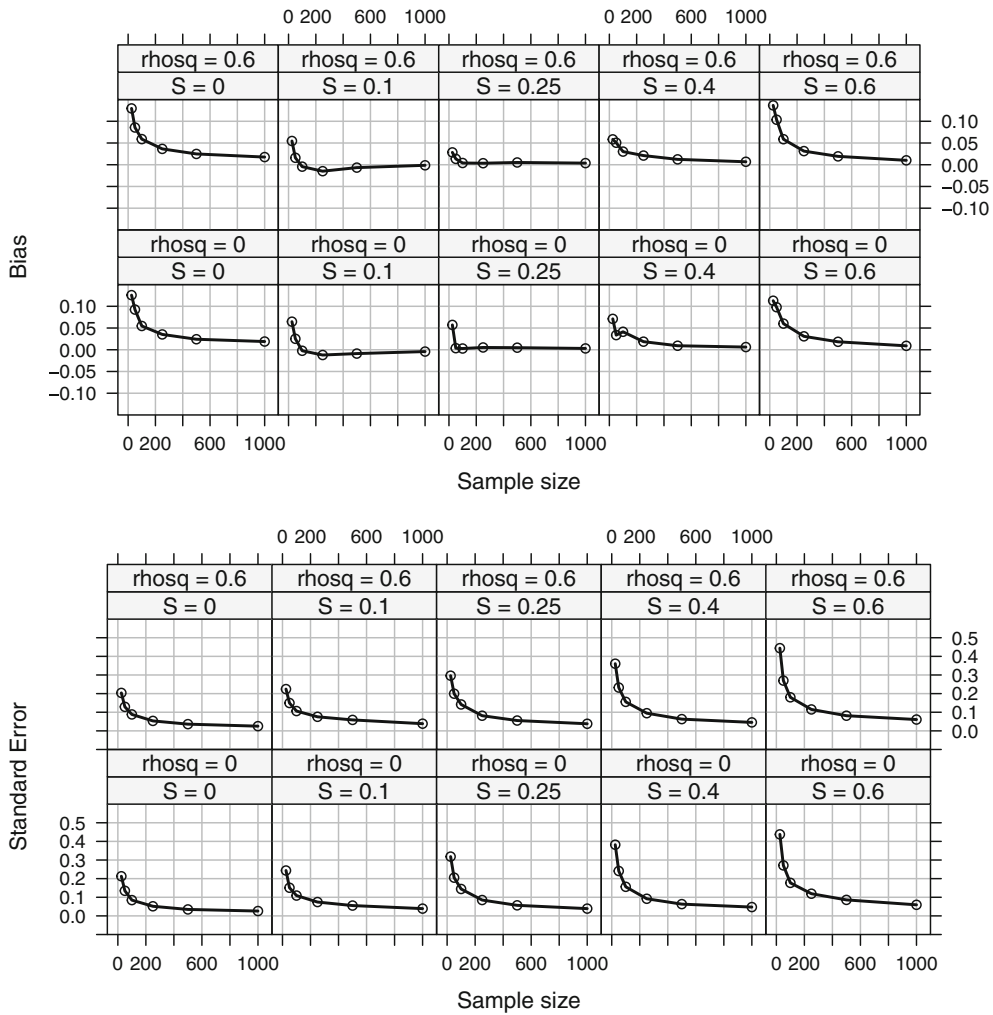 0 200 600 1000 0 200 600 1000
rhosq = 0.6 rhosq = 0.6 rhosq = 0.6 rhosq = 0.6 rhosq = 0.6
S = 0 S = 0.1 S = 0.25 S = 0.4 S = 0.6
0.10
0.05
0.00
−0.05
−0.10
Bias
rhosq = 0 rhosq = 0 rhosq = 0 rhosq = 0 rhosq = 0
S = 0 S = 0.1 S = 0.25 S = 0.4 S = 0.6
0.10
0.05
0.00
−0.05
−0.10
0 200 600 1000 0 200 600 1000 0 200 600 1000
Sample size
0 200 600 1000 0 200 600 1000
rhosq = 0.6 rhosq = 0.6 rhosq = 0.6 rhosq = 0.6 rhosq = 0.6
S = 0 S = 0.1 S = 0.25 S = 0.4 S = 0.6
0.5
0.4
0.3
0.2
0.1
0.0
Standard Error
rhosq = 0 rhosq = 0 rhosq = 0 rhosq = 0 rhosq = 0
S = 0 S = 0.1 S = 0.25 S = 0.4 S = 0.6
0.5
0.4
0.3
0.2
0.1
0.0
0 200 600 1000 0 200 600 1000 0 200 600 1000
Sample size